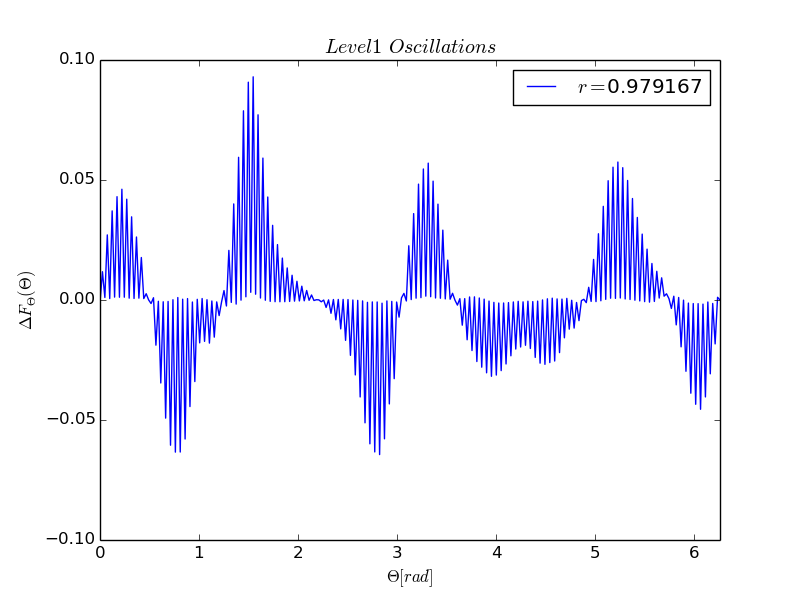 Level1 Oscillations
r=0.979167
0.10
0.05
0.00
−0.05
−0.10
ΔF_Θ(Θ)
0 1 2 3 4 5 6
Θ[rad]